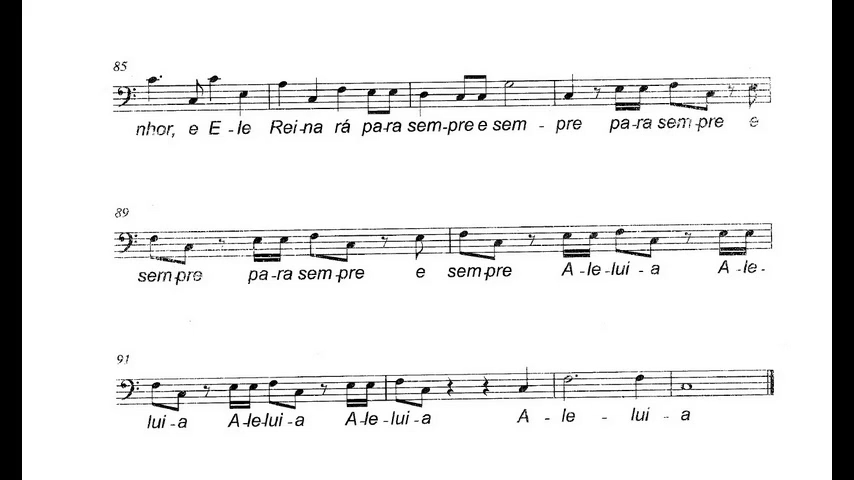 85
nhor, e E-le Rei-na rá pa-ra sem-pre e sem - pre pa-ra sem-pre e
89
sem-pre pa-ra sem-pre e sem-pre A-le-lui-a A-le-
91
lui-a A-le-lui-a A-le-lui-a A - le - lui - a